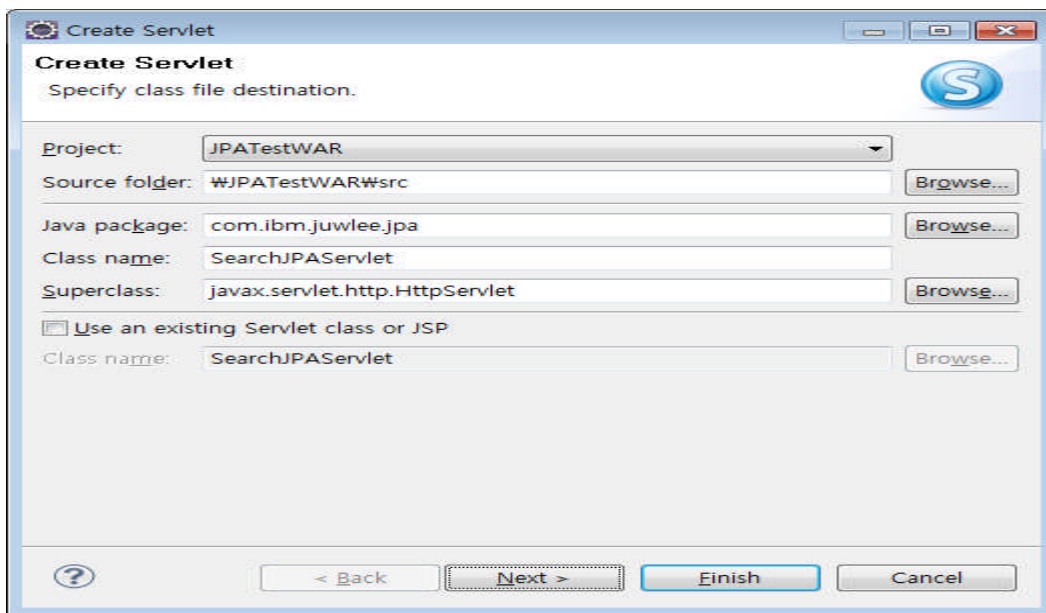 Create Servlet
Create Servlet
Specify class file destination.
Project: JPATestWAR
Source folder: ₩JPATestWAR₩src Browse...
Java package: com.ibm.juwlee.jpa Browse...
Class name: SearchJPAServlet
Superclass: javax.servlet.http.HttpServlet Browse...
Use an existing Servlet class or JSP
Class name: SearchJPAServlet Browse...
< Back Next > Finish Cancel